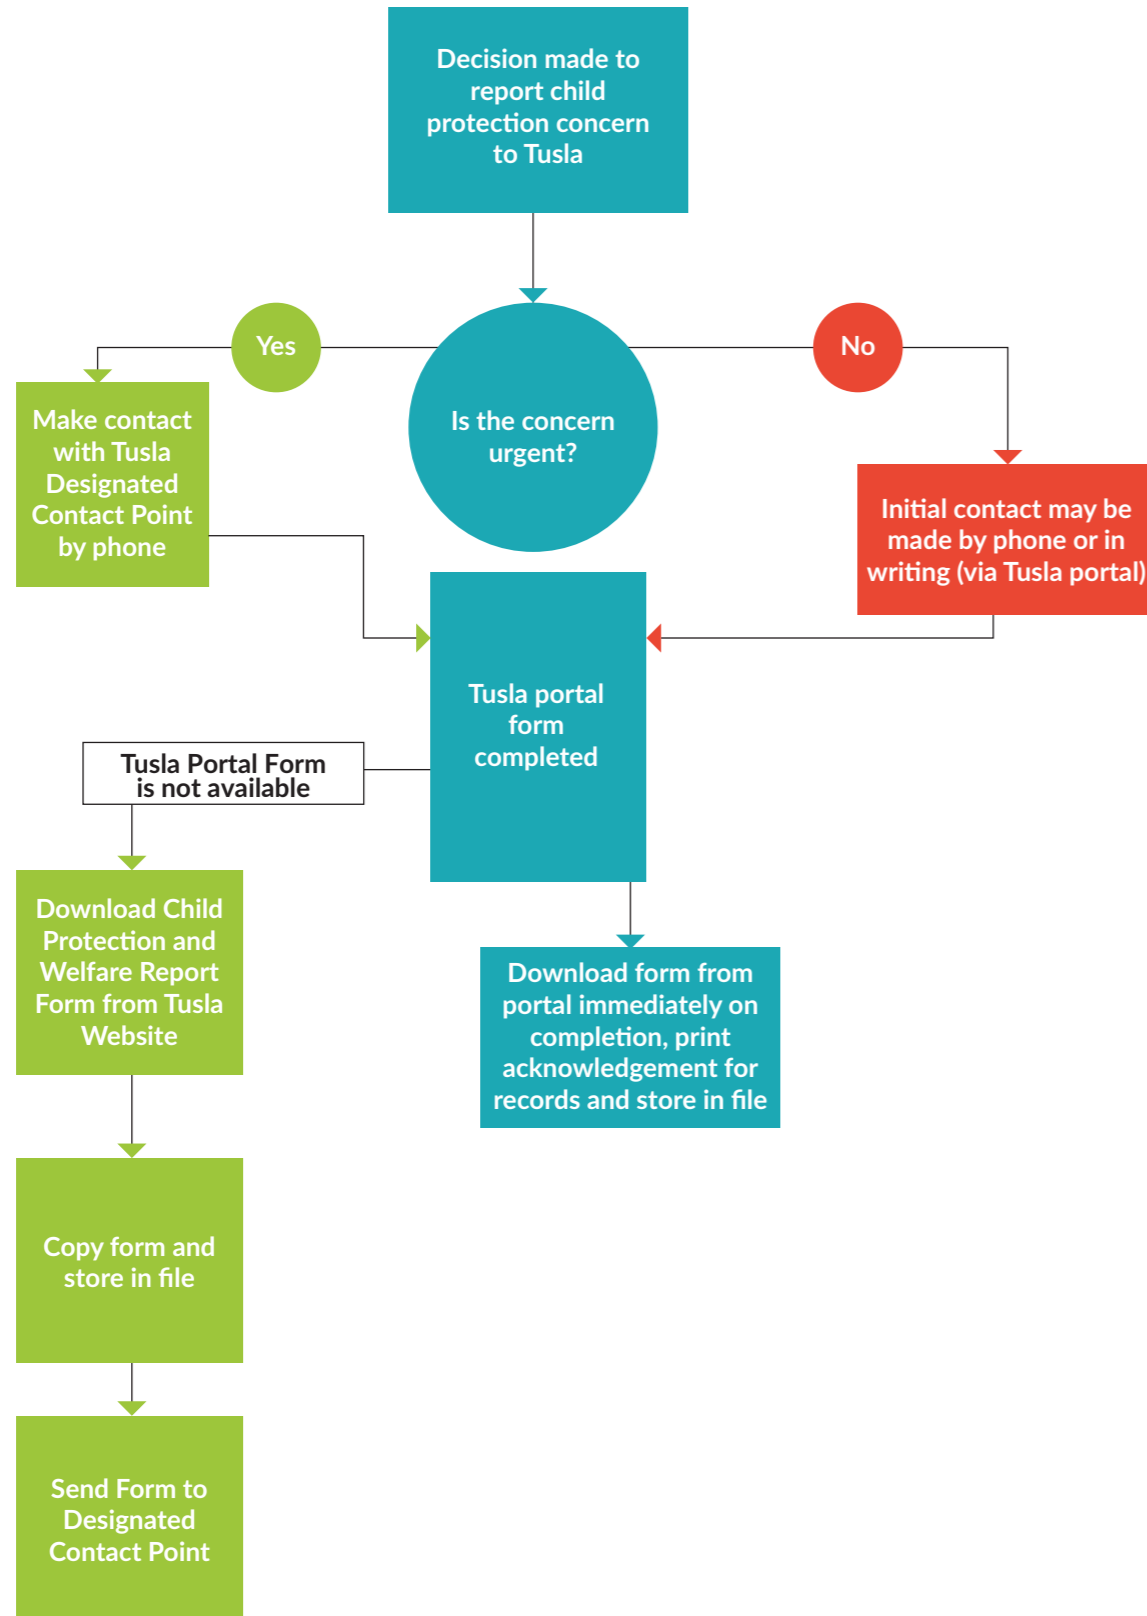 Decision made to
report child
protection concern
to Tusla
Yes
No
Is the concern
urgent?
Make contact
with Tusla
Designated
Contact Point
by phone
Initial contact may be
made by phone or in
writing (via Tusla portal)
Tusla portal
form
completed
Tusla Portal Form
is not available
Download Child
Protection and
Welfare Report
Form from Tusla
Website
Download form from
portal immediately on
completion, print
acknowledgement for
records and store in file
Copy form and
store in file
Send Form to
Designated
Contact Point